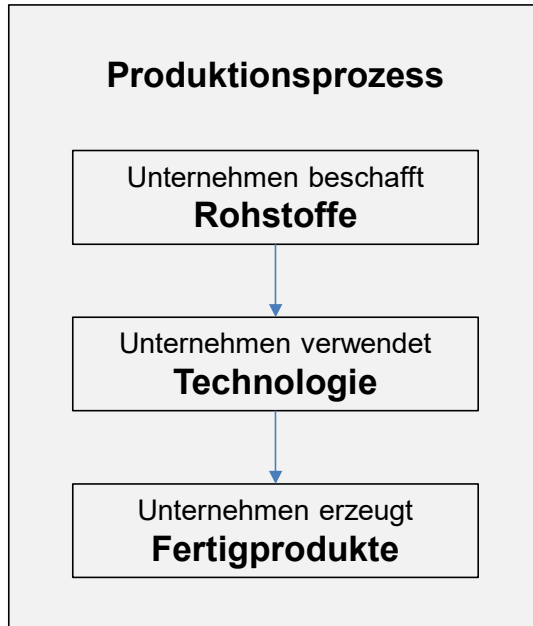 Produktionsprozess
Unternehmen beschafft
Rohstoffe
Unternehmen verwendet
Technologie
Unternehmen erzeugt
Fertigprodukte